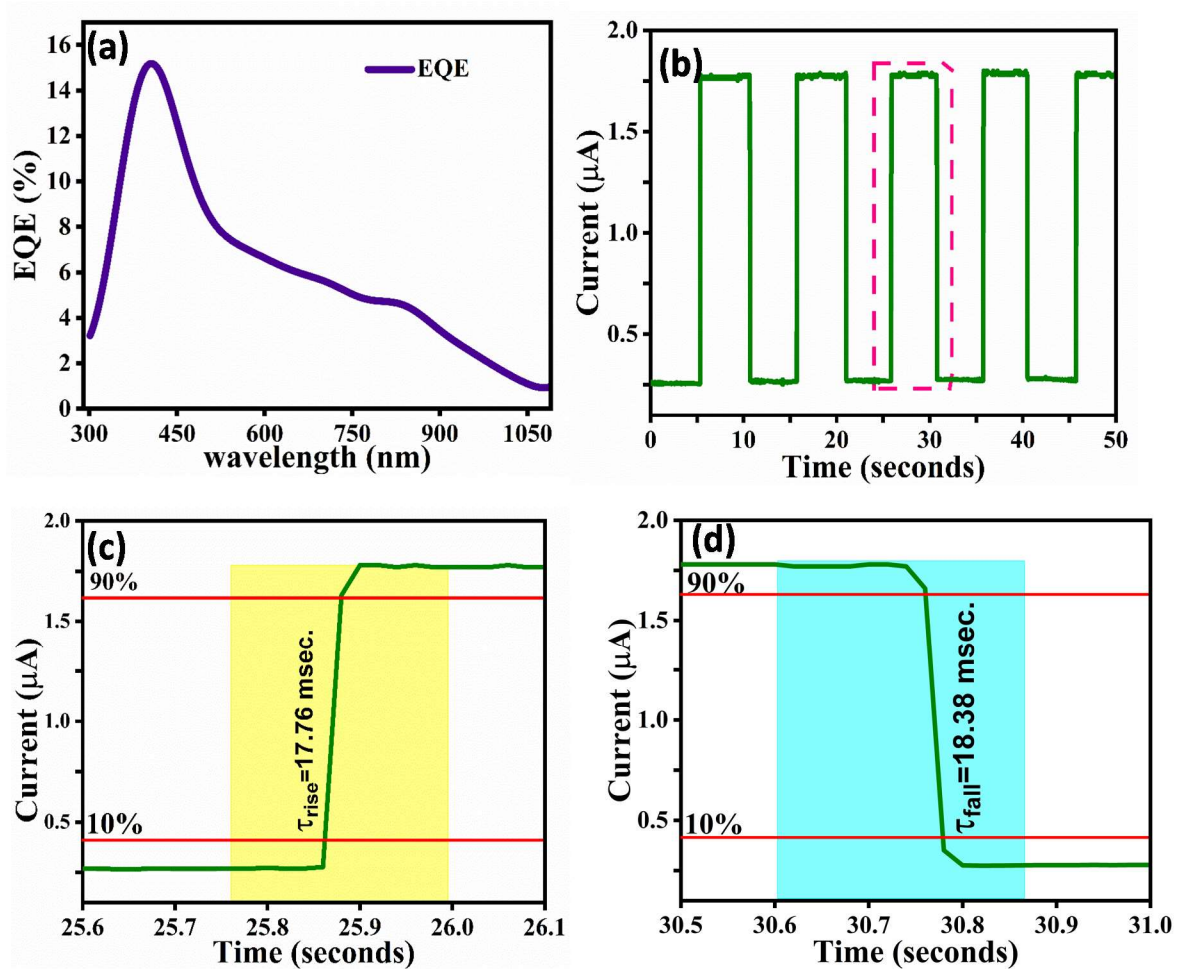 (a)
EQE
EQE (%)
16
14
12
10
8
6
4
2
0
300 450 600 750 900 1050
wavelength (nm)
(b)
Current (μA)
2.0
1.5
1.0
0.5
0 10 20 30 40 50
Time (seconds)
(c)
Current (μA)
2.0
1.5
1.0
0.5
90%
10%
τrise=17.76 msec.
25.6 25.7 25.8 25.9 26.0 26.1
Time (seconds)
(d)
Current (μA)
2.0
1.5
1.0
0.5
90%
10%
τfall=18.38 msec.
30.5 30.6 30.7 30.8 30.9 31.0
Time (seconds)